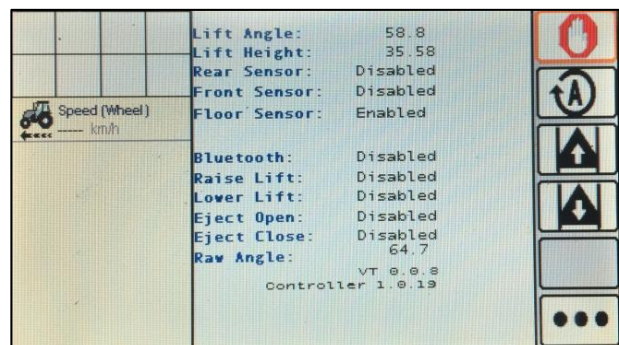 Speed (Wheel)
----- km/h
Lift Angle: 58.8
Lift Height: 35.58
Rear Sensor: Disabled
Front Sensor: Disabled
Floor Sensor: Enabled
Bluetooth: Disabled
Raise Lift: Disabled
Lower Lift: Disabled
Eject Open: Disabled
Eject Close: Disabled
Raw Angle: 64.7
VT 0.0.8
Controller 1.0.19
A